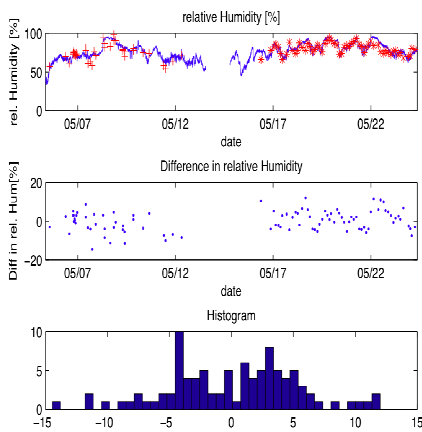 relative Humidity [%]
rel. Humidity [%]
100
50
0
05/07 05/12 05/17 05/22
date
Difference in relative Humidity
Diff in rel. Hum[%]
20
0
−20
05/07 05/12 05/17 05/22
date
Histogram
10
5
0
−15 −10 −5 0 5 10 15